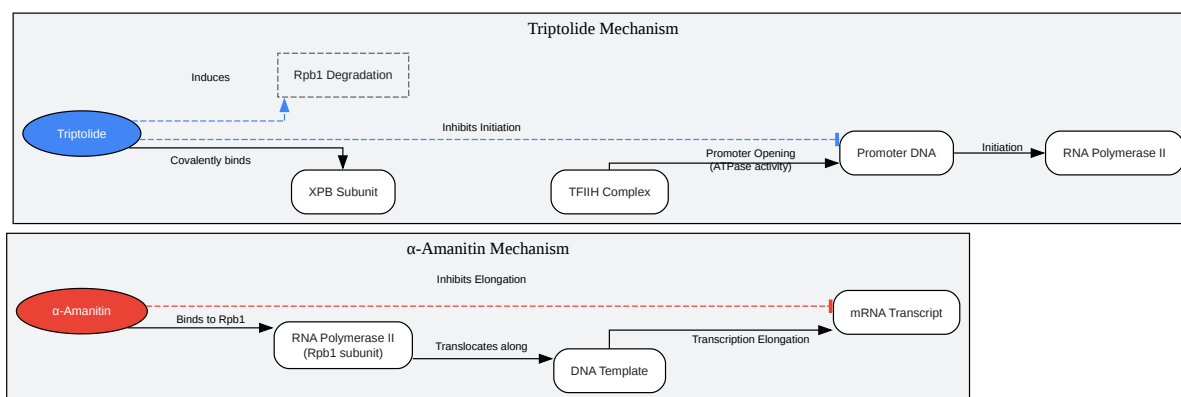 Triptolide Mechanism
Rpb1 Degradation
Induces
Triptolide
Inhibits Initiation
Covalently binds
XPB Subunit
Promoter Opening
(ATPase activity)
TFIIH Complex
Promoter DNA
Initiation
RNA Polymerase II
α-Amanitin Mechanism
Inhibits Elongation
α-Amanitin
Binds to Rpb1
RNA Polymerase II
(Rpb1 subunit)
Translocates along
DNA Template
Transcription Elongation
mRNA Transcript